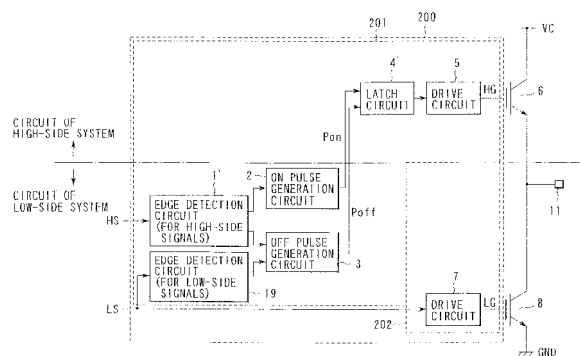 201
200
VC
4'
5
HG
LATCH
CIRCUIT
DRIVE
CIRCUIT
6
CIRCUIT OF
HIGH-SIDE SYSTEM
Pon
CIRCUIT OF
LOW-SIDE SYSTEM
1'
2
ON PULSE
GENERATION
CIRCUIT
11
HS
EDGE DETECTION
CIRCUIT
(FOR HIGH-SIDE
SIGNALS)
Poff
OFF PULSE
GENERATION
CIRCUIT
3
EDGE DETECTION
CIRCUIT
(FOR LOW-SIDE
SIGNALS)
19
7
LS
DRIVE
CIRCUIT
LG
8
202
GND